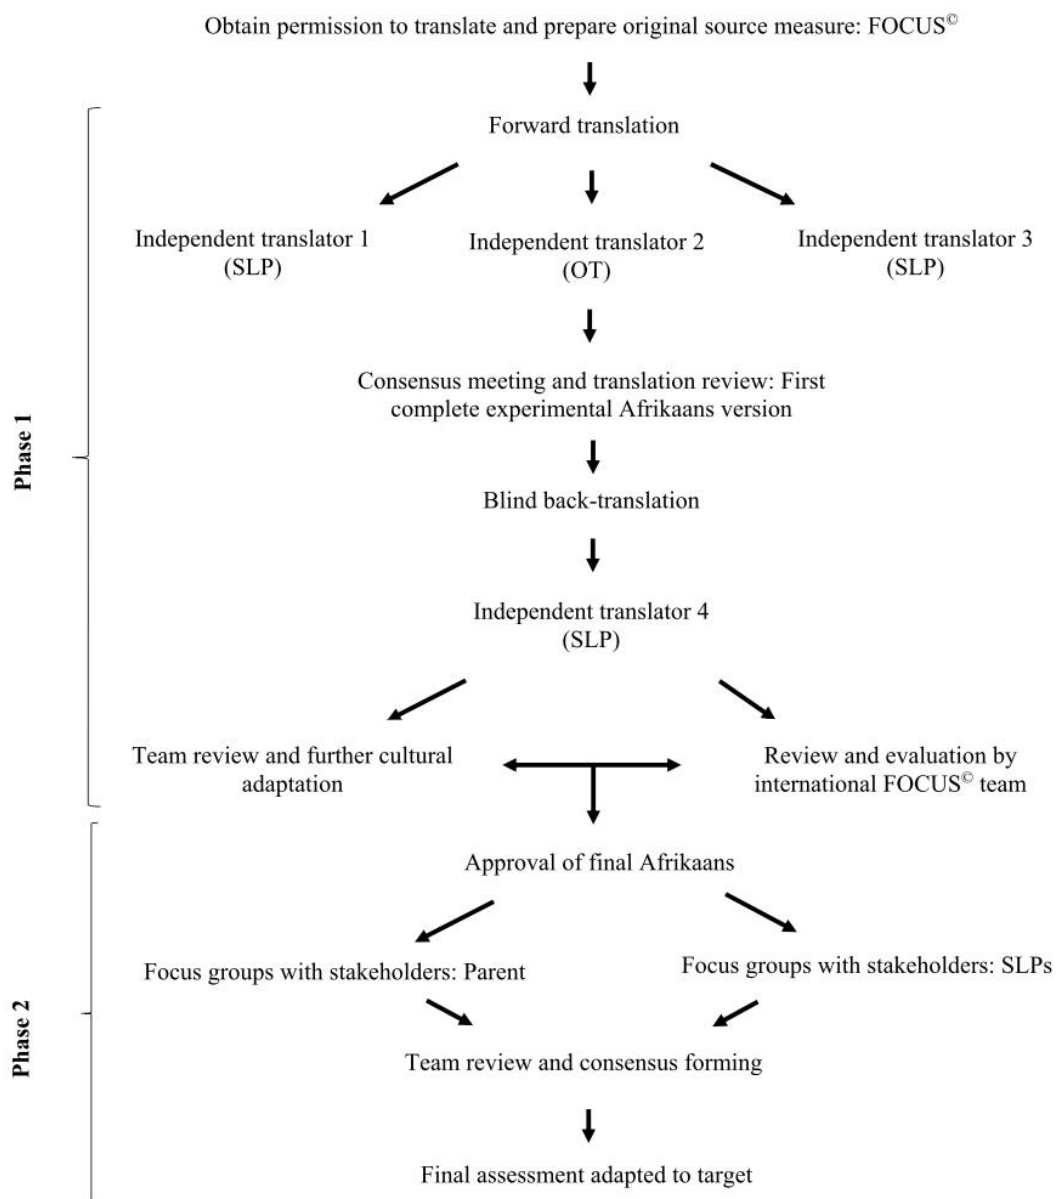 Obtain permission to translate and prepare original source measure: FOCUS©
Forward translation
Independent translator 1
(SLP)
Independent translator 2
(OT)
Independent translator 3
(SLP)
Consensus meeting and translation review: First
complete experimental Afrikaans version
Phase 1
Blind back-translation
Independent translator 4
(SLP)
Team review and further cultural
adaptation
Review and evaluation by
international FOCUS© team
Approval of final Afrikaans
Focus groups with stakeholders: Parent
Focus groups with stakeholders: SLPs
Phase 2
Team review and consensus forming
Final assessment adapted to target